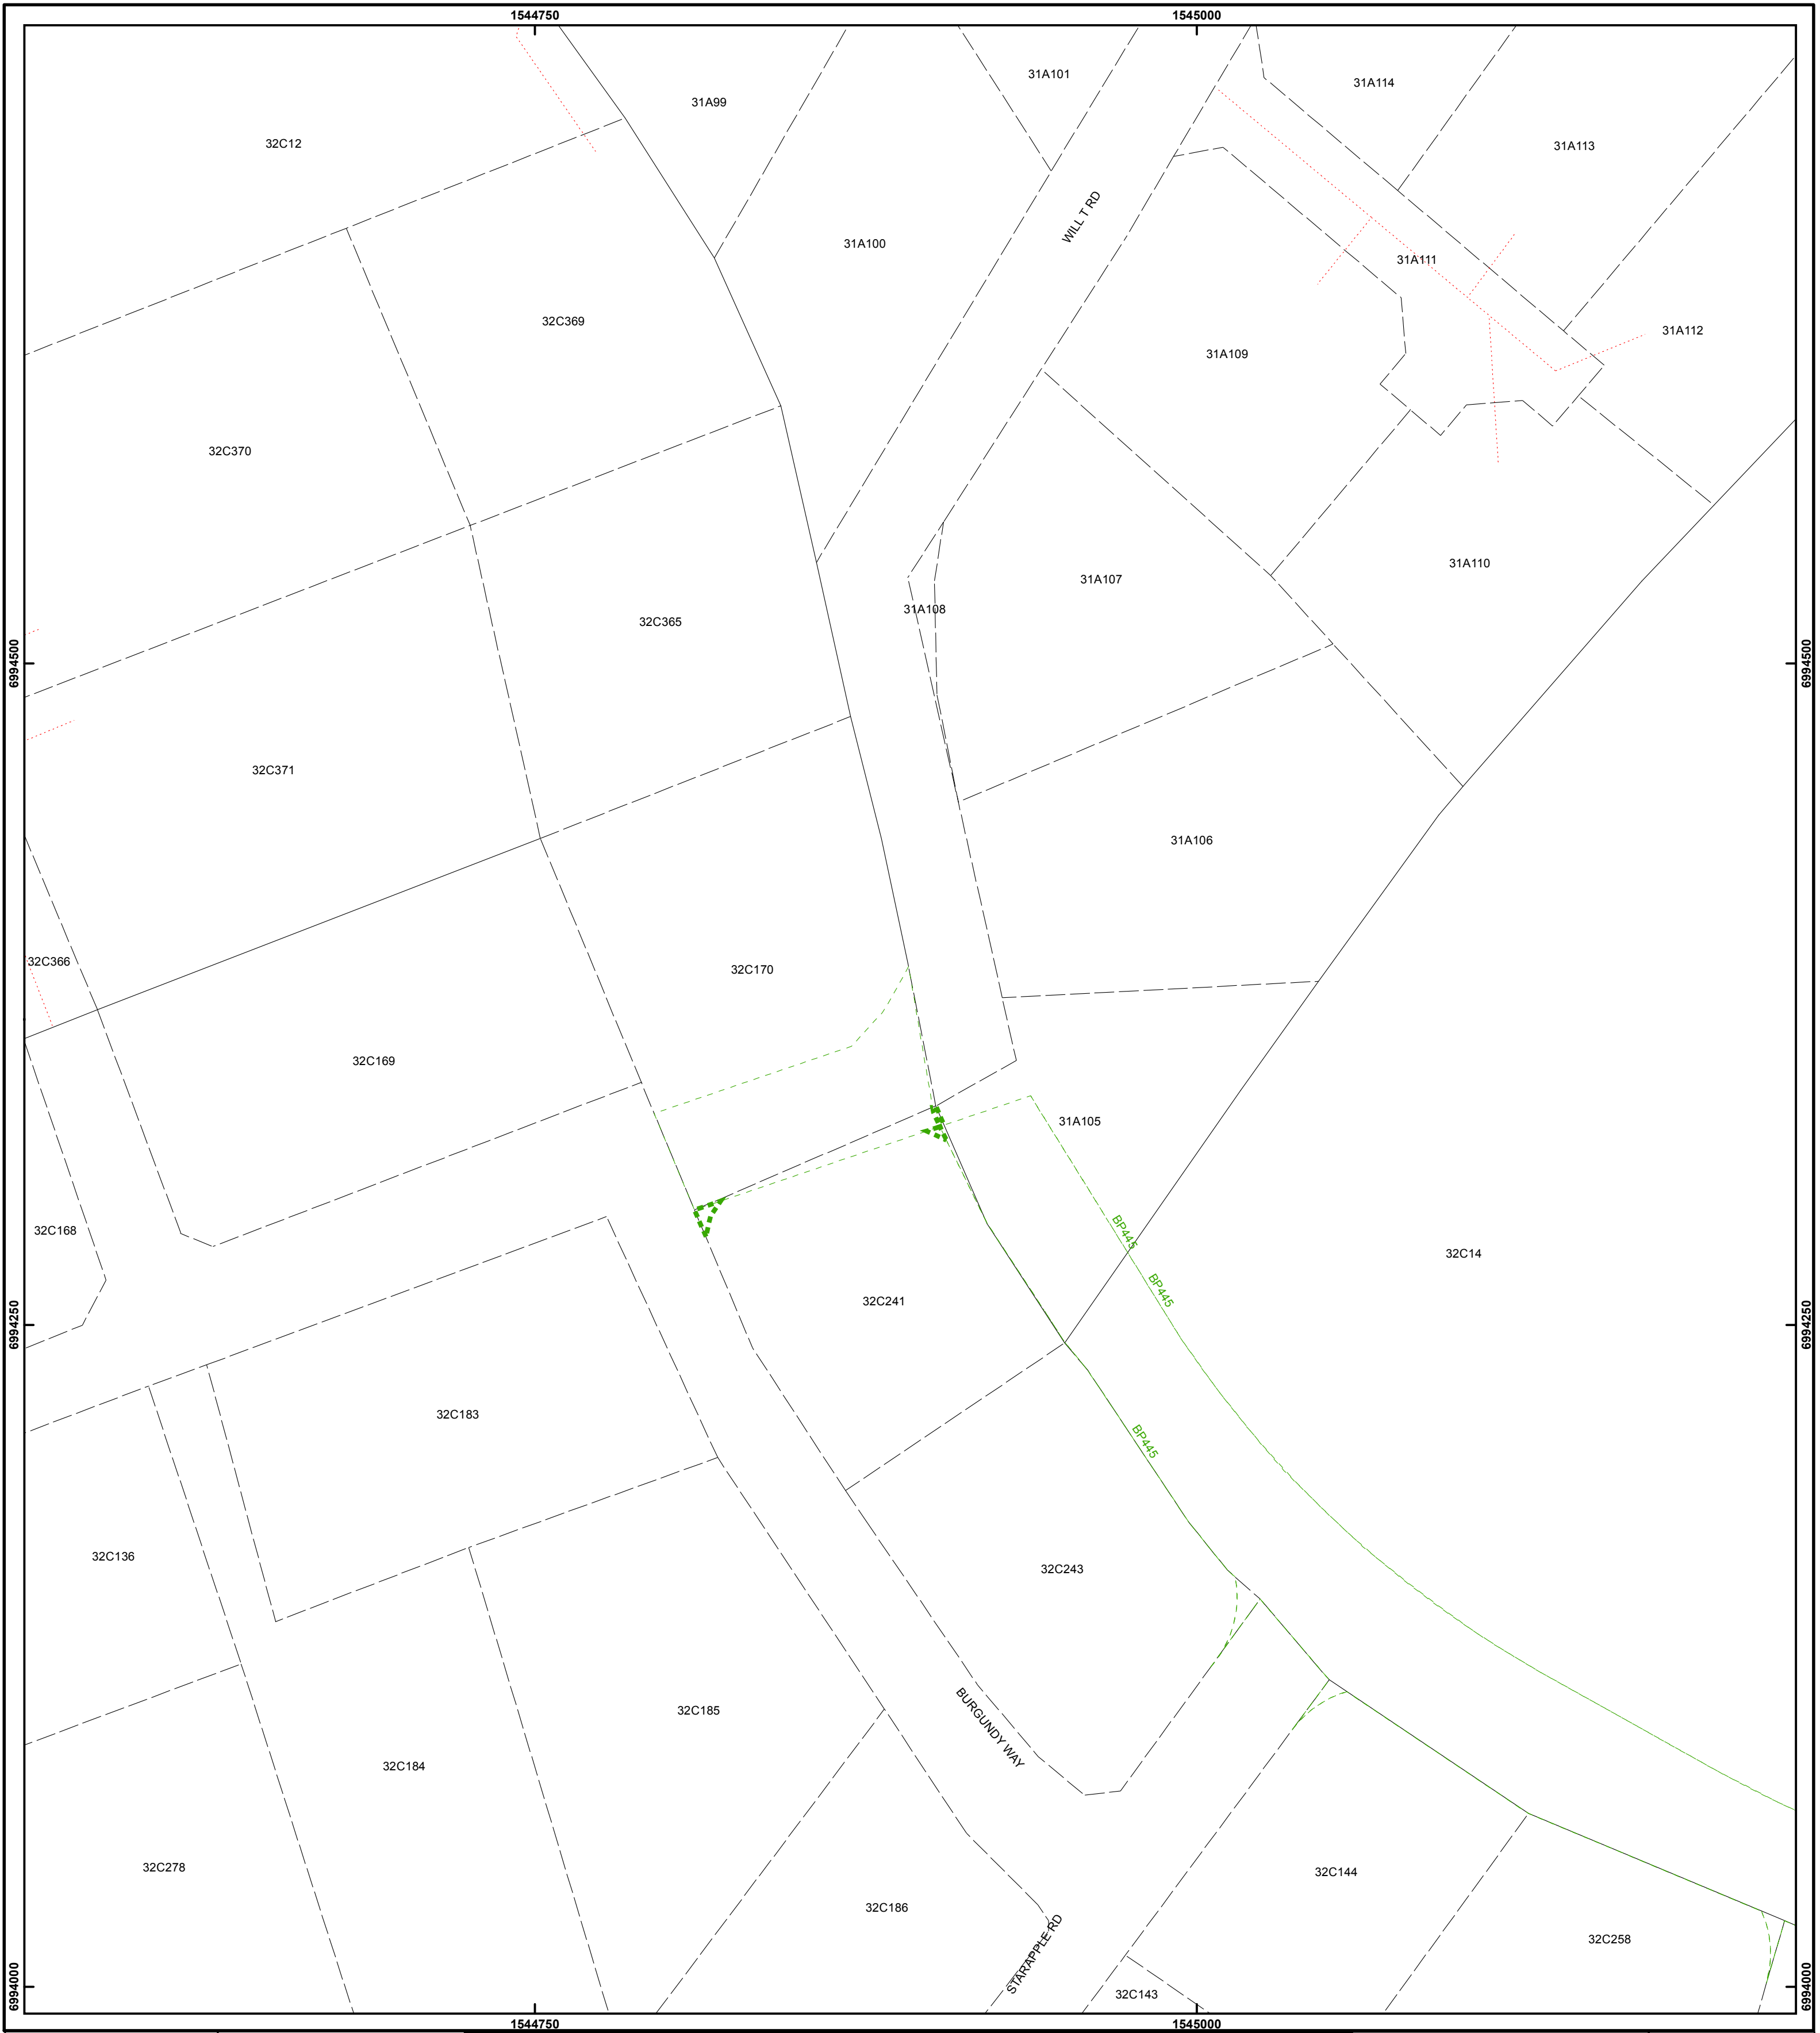 1544750
1545000
31A101
31A114
31A99
32C12
31A113
WILL T RD
31A100
31A111
32C369
31A112
31A109
32C370
31A110
31A107
31A108
32C365
6994500
6994500
32C371
31A106
32C366
32C170
32C169
31A105
32C168
BP445
32C14
BP445
32C241
6994250
6994250
32C183
BP445
32C136
32C243
32C185
BURGUNDY WAY
32C184
32C278
32C144
32C186
32C258
STARAPPLE RD
32C143
6994000
6994000
1544750
1545000